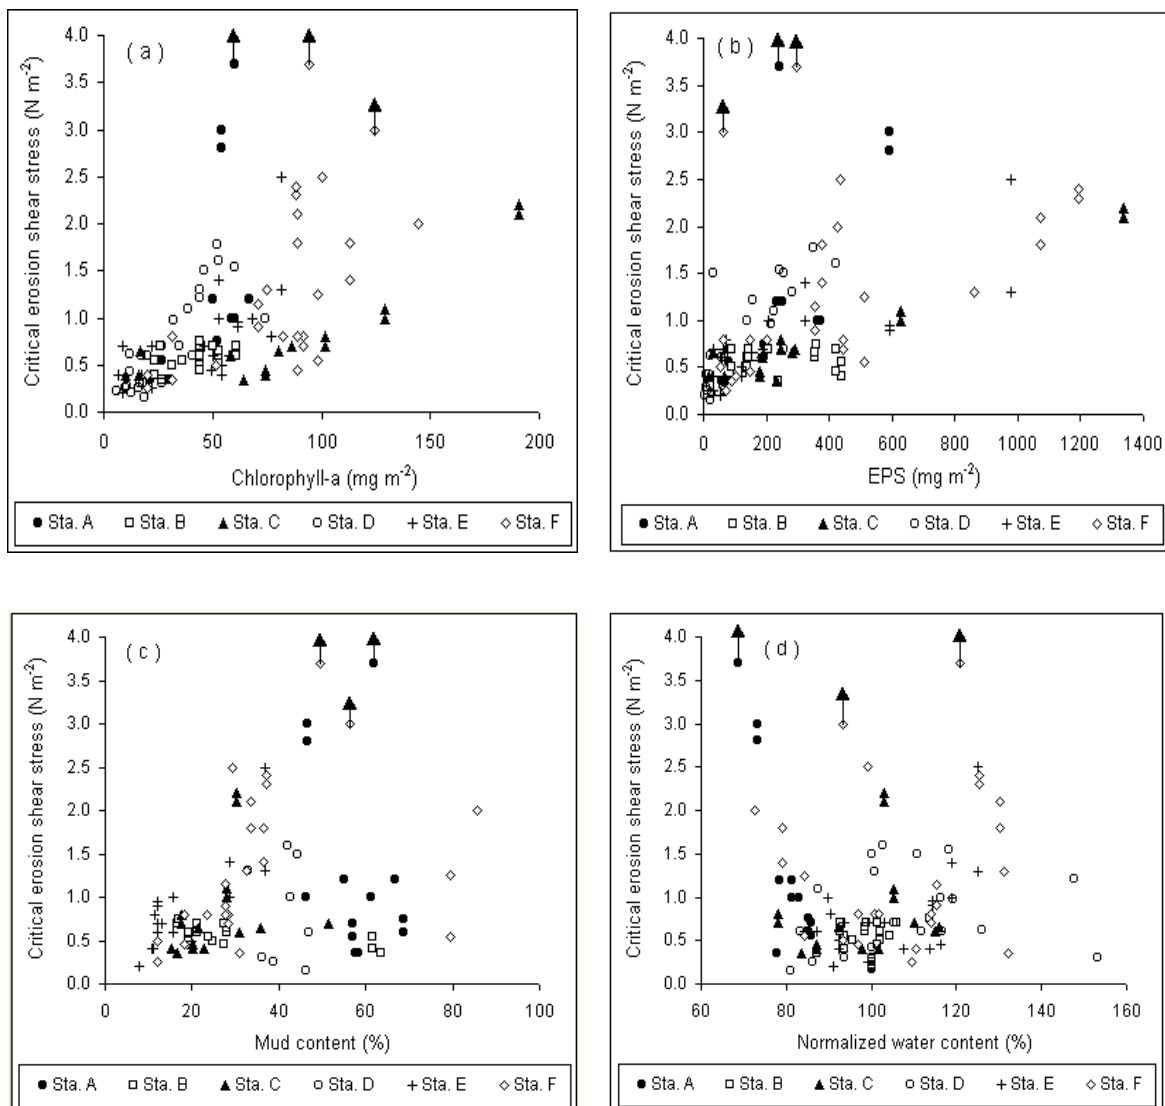 ( a )
Critical erosion shear stress (N m⁻²)
4.0
3.5
3.0
2.5
2.0
1.5
1.0
0.5
0.0
0 50 100 150 200
Chlorophyll-a (mg m⁻²)
Sta. A Sta. B Sta. C Sta. D Sta. E Sta. F
( b )
Critical erosion shear stress (N m⁻²)
4.0
3.5
3.0
2.5
2.0
1.5
1.0
0.5
0.0
0 200 400 600 800 1000 1200 1400
EPS (mg m⁻²)
Sta. A Sta. B Sta. C Sta. D Sta. E Sta. F
( c )
Critical erosion shear stress (N m⁻²)
4.0
3.5
3.0
2.5
2.0
1.5
1.0
0.5
0.0
0 20 40 60 80 100
Mud content (%)
Sta. A Sta. B Sta. C Sta. D Sta. E Sta. F
( d )
Critical erosion shear stress (N m⁻²)
4.0
3.5
3.0
2.5
2.0
1.5
1.0
0.5
0.0
60 80 100 120 140 160
Normalized water content (%)
Sta. A Sta. B Sta. C Sta. D Sta. E Sta. F